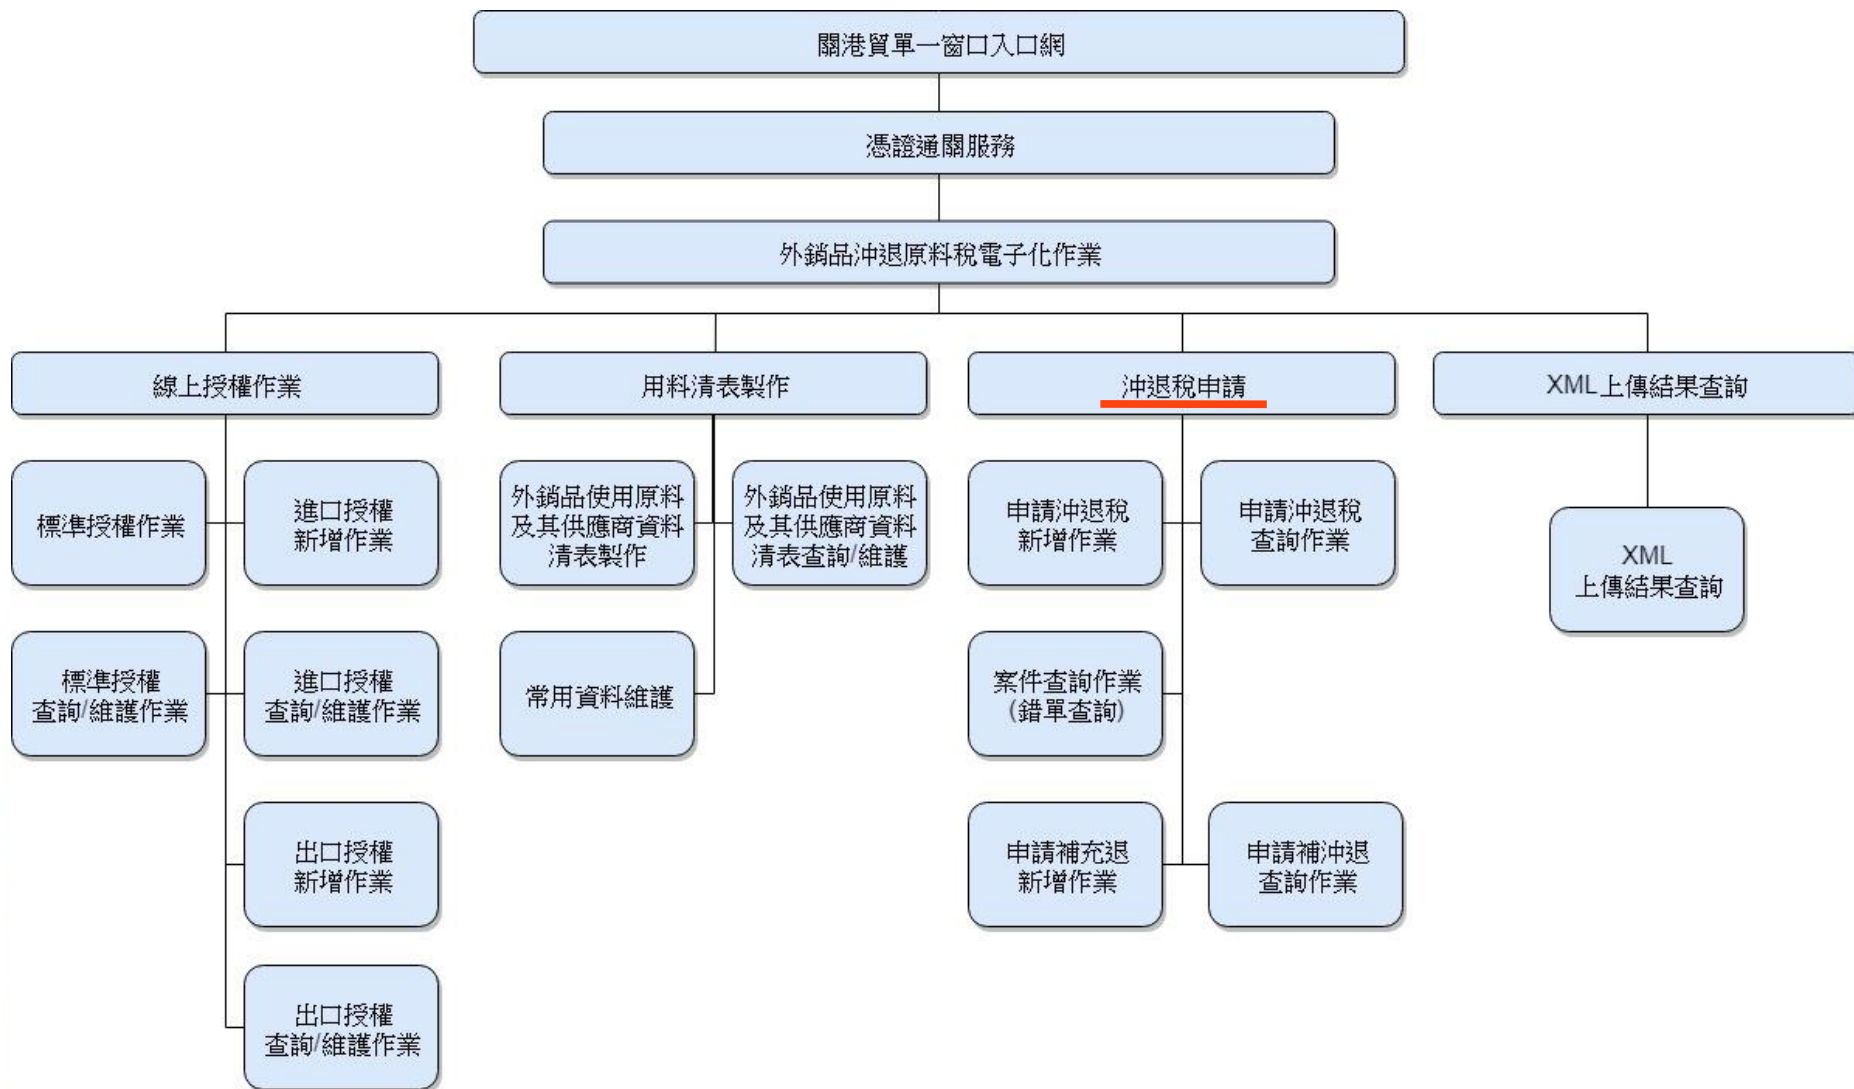 關港貿單一窗口入口網
憑證通關服務
外銷品沖退原料稅電子化作業
線上授權作業
用料清表製作
沖退稅申請
XML上傳結果查詢
標準授權作業
進口授權
新增作業
外銷品使用原料
及其供應商資料
清表製作
外銷品使用原料
及其供應商資料
清表查詢/維護
申請沖退稅
新增作業
申請沖退稅
查詢作業
XML
上傳結果查詢
標準授權
查詢/維護作業
進口授權
查詢/維護作業
常用資料維護
案件查詢作業
(錯單查詢)
出口授權
新增作業
申請補充退
新增作業
申請補沖退
查詢作業
出口授權
查詢/維護作業